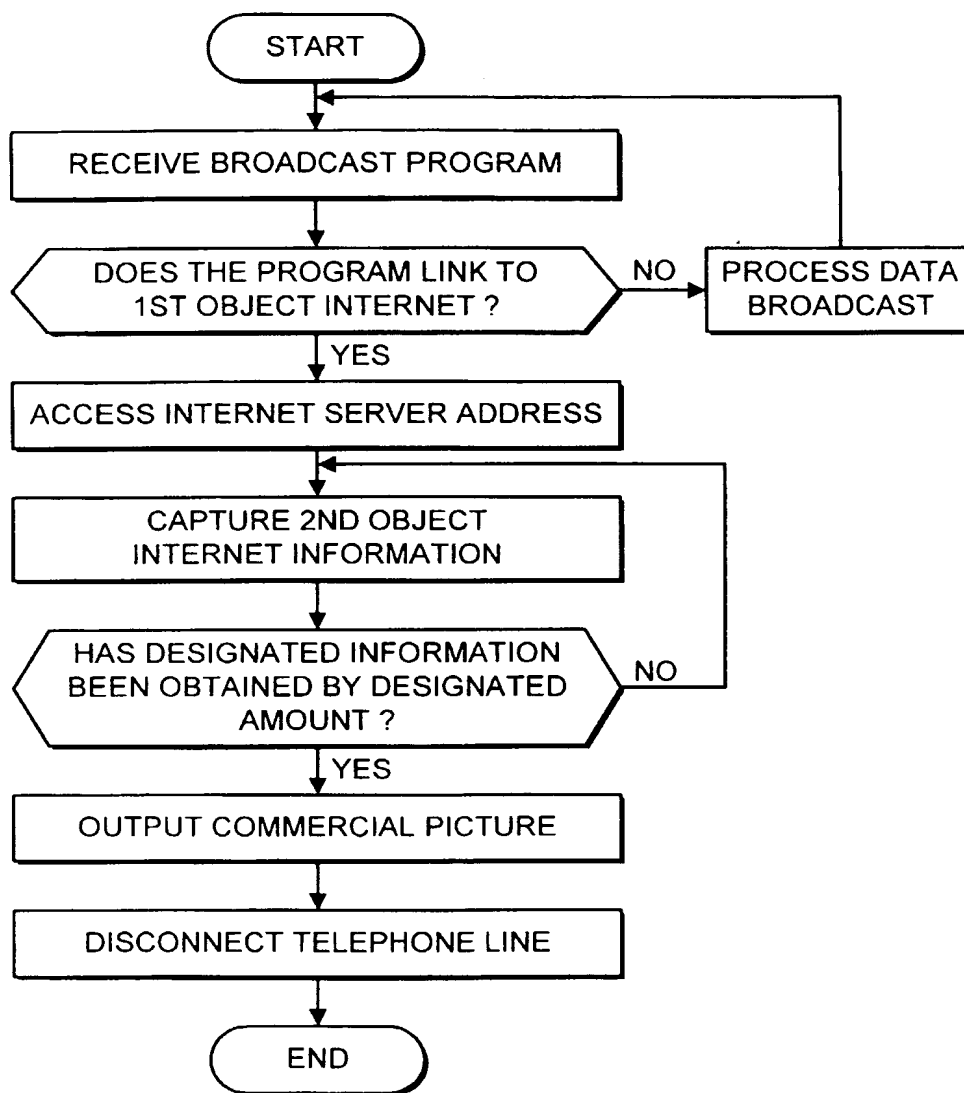 START
RECEIVE BROADCAST PROGRAM
DOES THE PROGRAM LINK TO
1ST OBJECT INTERNET ?
NO
PROCESS DATA
BROADCAST
YES
ACCESS INTERNET SERVER ADDRESS
CAPTURE 2ND OBJECT
INTERNET INFORMATION
HAS DESIGNATED INFORMATION
BEEN OBTAINED BY DESIGNATED
AMOUNT ?
NO
YES
OUTPUT COMMERCIAL PICTURE
DISCONNECT TELEPHONE LINE
END